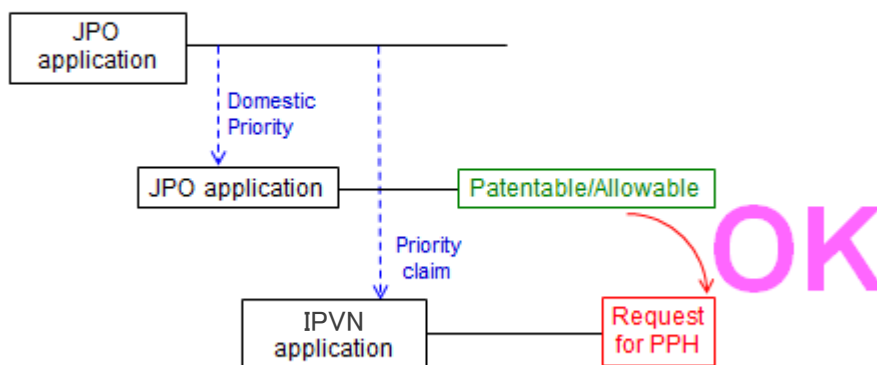 JPO
application
Domestic
Priority
JPO application
Patentable/Allowable
OK
Priority
claim
IPVN
application
Request
for PPH